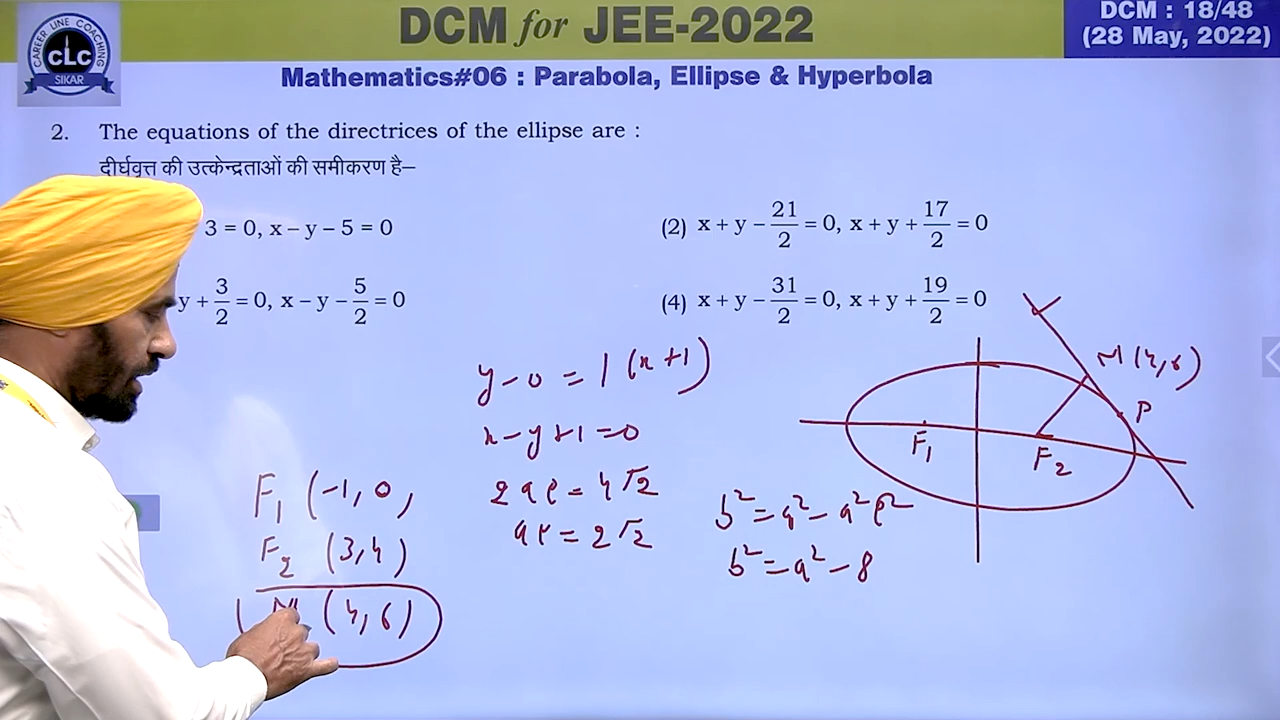 CAREER LINE COACHING
CLC
SIKAR
DCM for JEE-2022
DCM : 18/48
(28 May, 2022)
Mathematics#06 : Parabola, Ellipse & Hyperbola
2. The equations of the directrices of the ellipse are :
दीर्घवृत्त की उत्केन्द्रताओं की समीकरण है–
3 = 0, x – y – 5 = 0
(2) x + y – 21/2 = 0, x + y + 17/2 = 0
y + 3/2 = 0, x – y – 5/2 = 0
(4) x + y – 31/2 = 0, x + y + 19/2 = 0
y – 0 = 1 (x + 1)
x – y + 1 = 0
2ae = 4√2
ae = 2√2
b² = a² – a²e²
b² = a² – 8
F₁ (–1, 0,
F₂ (3, 4)
M (4, 6)
M (4, 6)
P
F₁
F₂